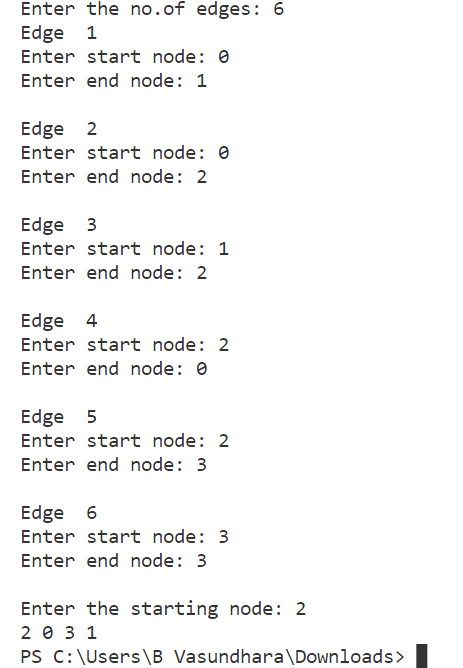 Enter the no.of edges: 6
Edge  1
Enter start node: 0
Enter end node: 1
Edge  2
Enter start node: 0
Enter end node: 2
Edge  3
Enter start node: 1
Enter end node: 2
Edge  4
Enter start node: 2
Enter end node: 0
Edge  5
Enter start node: 2
Enter end node: 3
Edge  6
Enter start node: 3
Enter end node: 3
Enter the starting node: 2
2 0 3 1
PS C:\Users\B Vasundhara\Downloads>